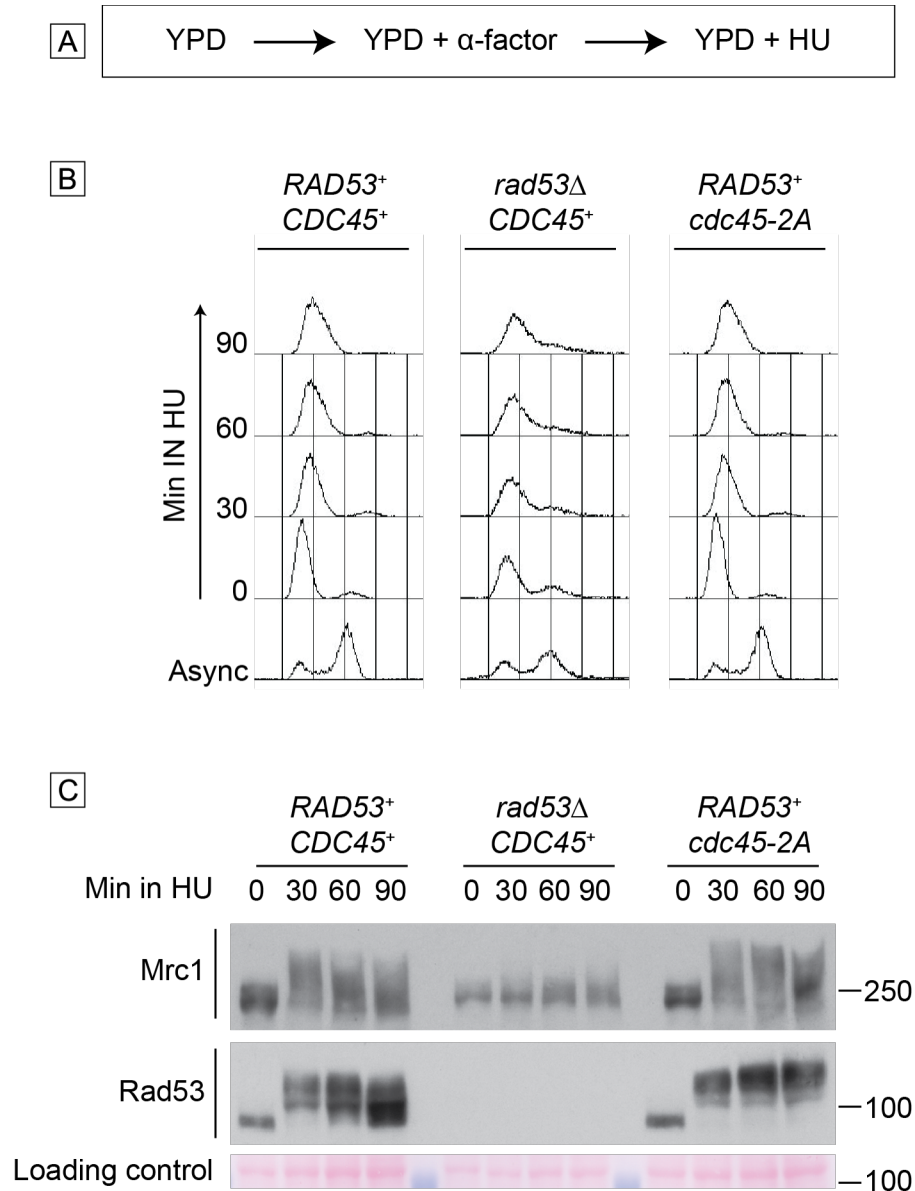 A
YPD → YPD + α-factor → YPD + HU
B
RAD53⁺ rad53Δ RAD53⁺
CDC45⁺ CDC45⁺ cdc45-2A
Min IN HU
90
60
30
0
Async
C
RAD53⁺ rad53Δ RAD53⁺
CDC45⁺ CDC45⁺ cdc45-2A
Min in HU 0 30 60 90 0 30 60 90 0 30 60 90
Mrc1 250
Rad53 100
Loading control 100